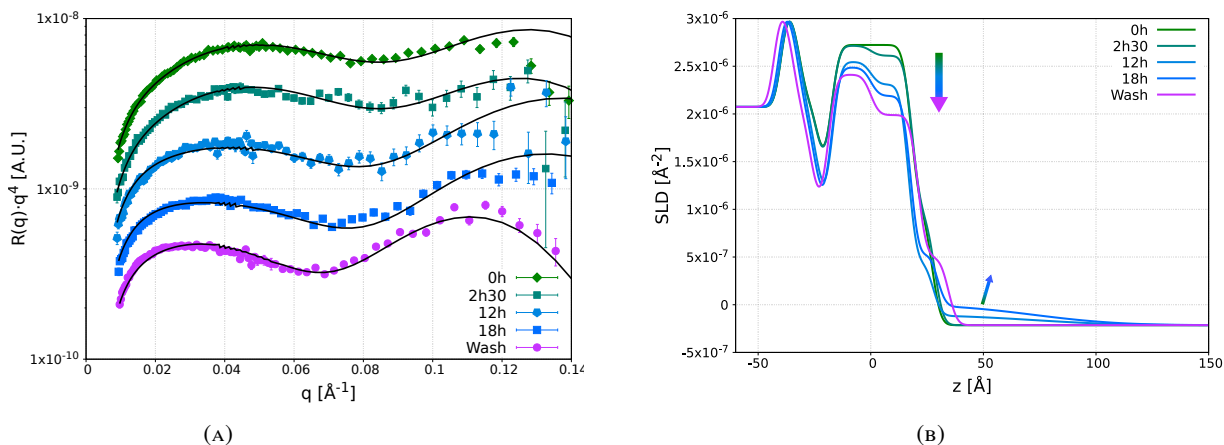 1x10⁻⁸
1x10⁻⁹
1x10⁻¹⁰
R(q)·q⁴ [A.U.]
0h
2h30
12h
18h
Wash
0 0.02 0.04 0.06 0.08 0.1 0.12 0.14
q [Å⁻¹]
(A)
3x10⁻⁶
2.5x10⁻⁶
2x10⁻⁶
1.5x10⁻⁶
1x10⁻⁶
5x10⁻⁷
0
-5x10⁻⁷
SLD [Å⁻²]
0h
2h30
12h
18h
Wash
-50 0 50 100 150
z [Å]
(B)